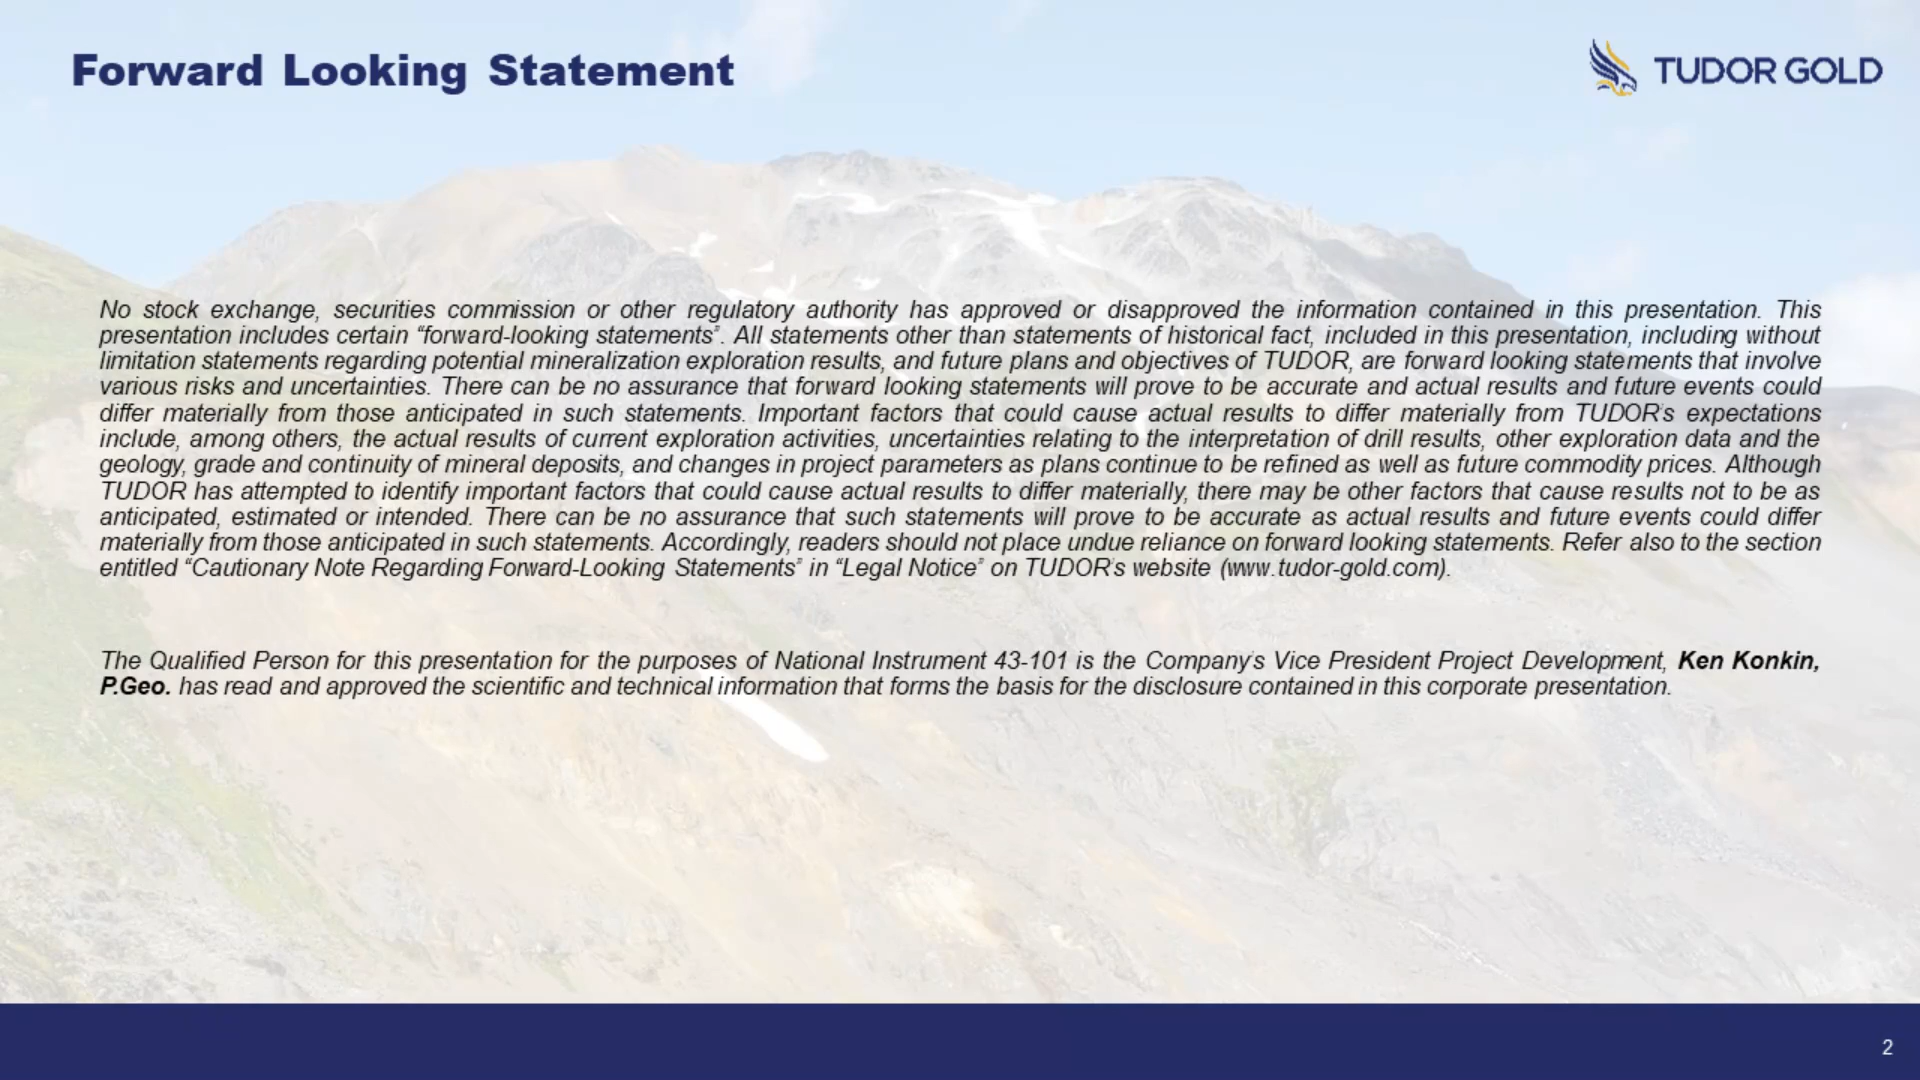 Forward Looking Statement
TUDOR GOLD
No stock exchange, securities commission or other regulatory authority has approved or disapproved the information contained in this presentation. This
presentation includes certain “forward-looking statements”. All statements other than statements of historical fact, included in this presentation, including without
limitation statements regarding potential mineralization exploration results, and future plans and objectives of TUDOR, are forward looking statements that involve
various risks and uncertainties. There can be no assurance that forward looking statements will prove to be accurate and actual results and future events could
differ materially from those anticipated in such statements. Important factors that could cause actual results to differ materially from TUDOR's expectations
include, among others, the actual results of current exploration activities, uncertainties relating to the interpretation of drill results, other exploration data and the
geology, grade and continuity of mineral deposits, and changes in project parameters as plans continue to be refined as well as future commodity prices. Although
TUDOR has attempted to identify important factors that could cause actual results to differ materially, there may be other factors that cause results not to be as
anticipated, estimated or intended. There can be no assurance that such statements will prove to be accurate as actual results and future events could differ
materially from those anticipated in such statements. Accordingly, readers should not place undue reliance on forward looking statements. Refer also to the section
entitled “Cautionary Note Regarding Forward-Looking Statements” in “Legal Notice” on TUDOR's website (www.tudor-gold.com).
The Qualified Person for this presentation for the purposes of National Instrument 43-101 is the Company's Vice President Project Development, Ken Konkin,
P.Geo. has read and approved the scientific and technical information that forms the basis for the disclosure contained in this corporate presentation.
2